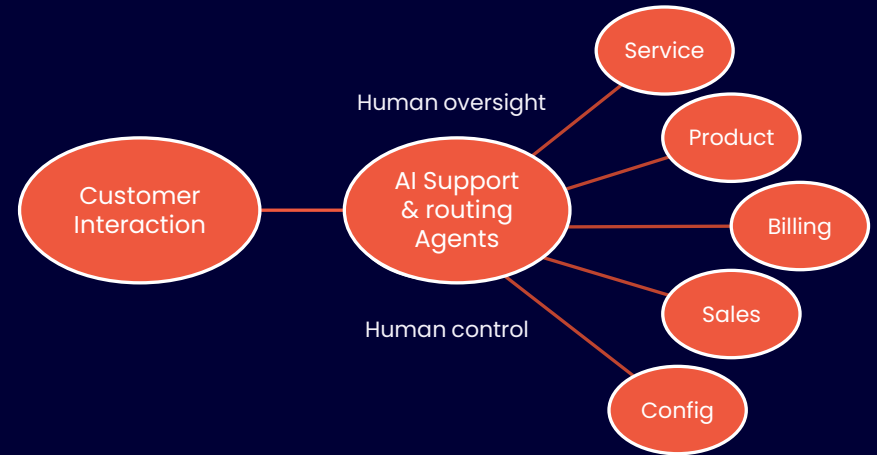 Service
Human oversight
Product
Customer
Interaction
AI Support
& routing
Agents
Billing
Sales
Human control
Config